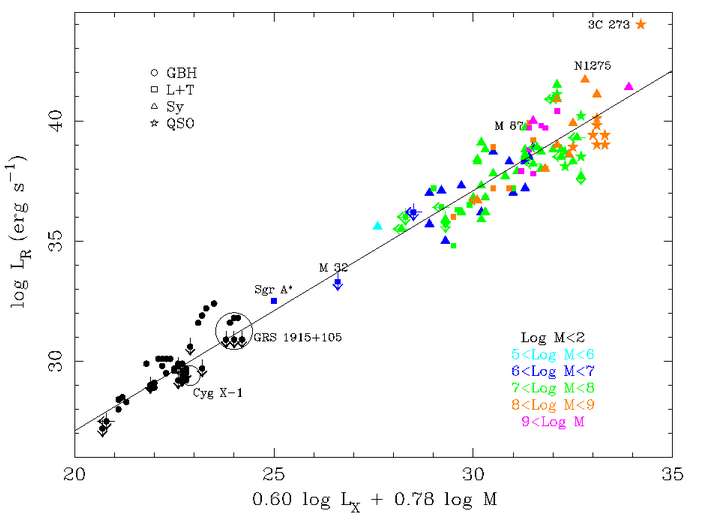 3C 273
N1275
GBH
L+T
Sy
QSO
40
M 87
log L_R (erg s⁻¹)
35
M 32
Sgr A*
GRS 1915+105
Log M<2
5<Log M<6
30
6<Log M<7
Cyg X-1
7<Log M<8
8<Log M<9
9<Log M
20 25 30 35
0.60 log L_X + 0.78 log M